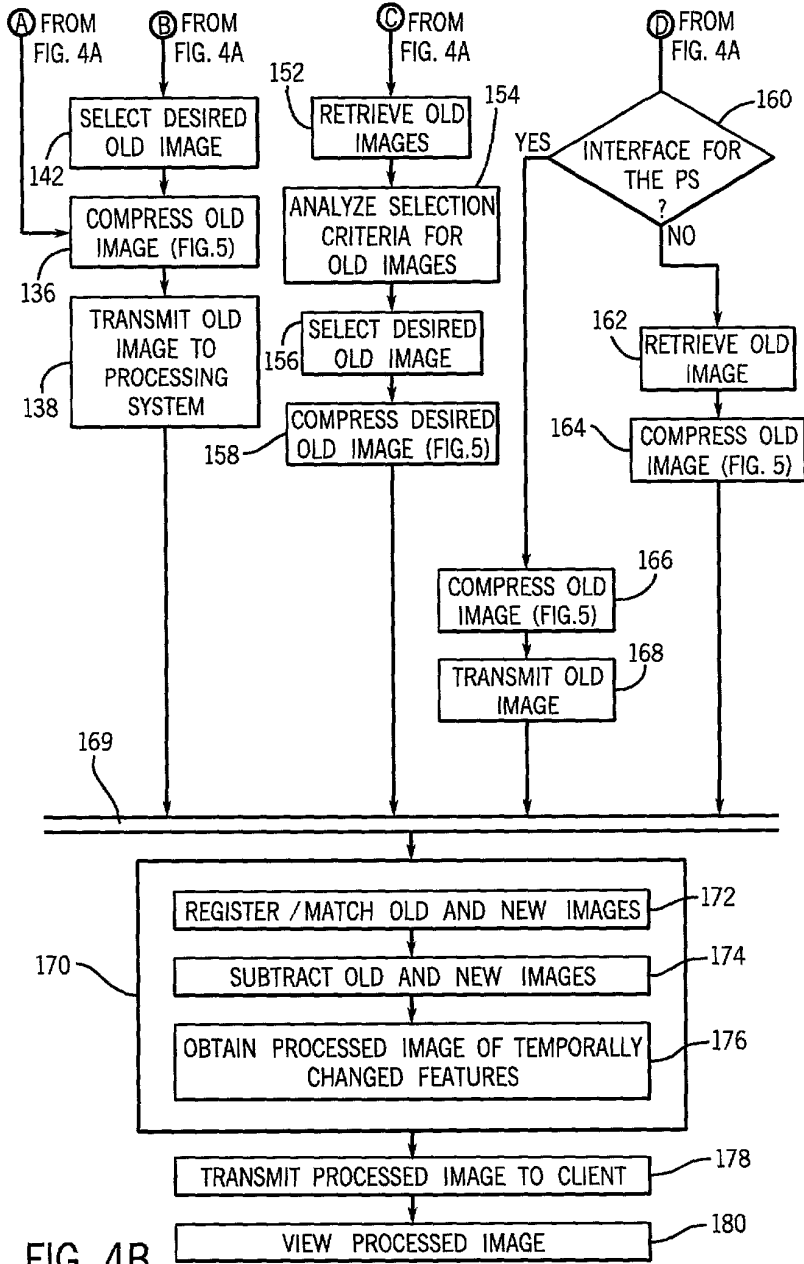 A FROM
FIG. 4A
B FROM
FIG. 4A
C FROM
FIG. 4A
D FROM
FIG. 4A
142
SELECT DESIRED
OLD IMAGE
136
COMPRESS OLD
IMAGE (FIG.5)
138
TRANSMIT OLD
IMAGE TO
PROCESSING
SYSTEM
152
RETRIEVE OLD
IMAGES
154
ANALYZE SELECTION
CRITERIA FOR
OLD IMAGES
156
SELECT DESIRED
OLD IMAGE
158
COMPRESS DESIRED
OLD IMAGE (FIG.5)
160
YES
INTERFACE FOR
THE PS
?
NO
162
RETRIEVE OLD
IMAGE
164
COMPRESS OLD
IMAGE (FIG. 5)
166
COMPRESS OLD
IMAGE (FIG.5)
168
TRANSMIT OLD
IMAGE
169
170
REGISTER / MATCH OLD AND NEW IMAGES
172
SUBTRACT OLD AND NEW IMAGES
174
OBTAIN PROCESSED IMAGE OF TEMPORALLY
CHANGED FEATURES
176
TRANSMIT PROCESSED IMAGE TO CLIENT
178
VIEW PROCESSED IMAGE
180
FIG. 4B